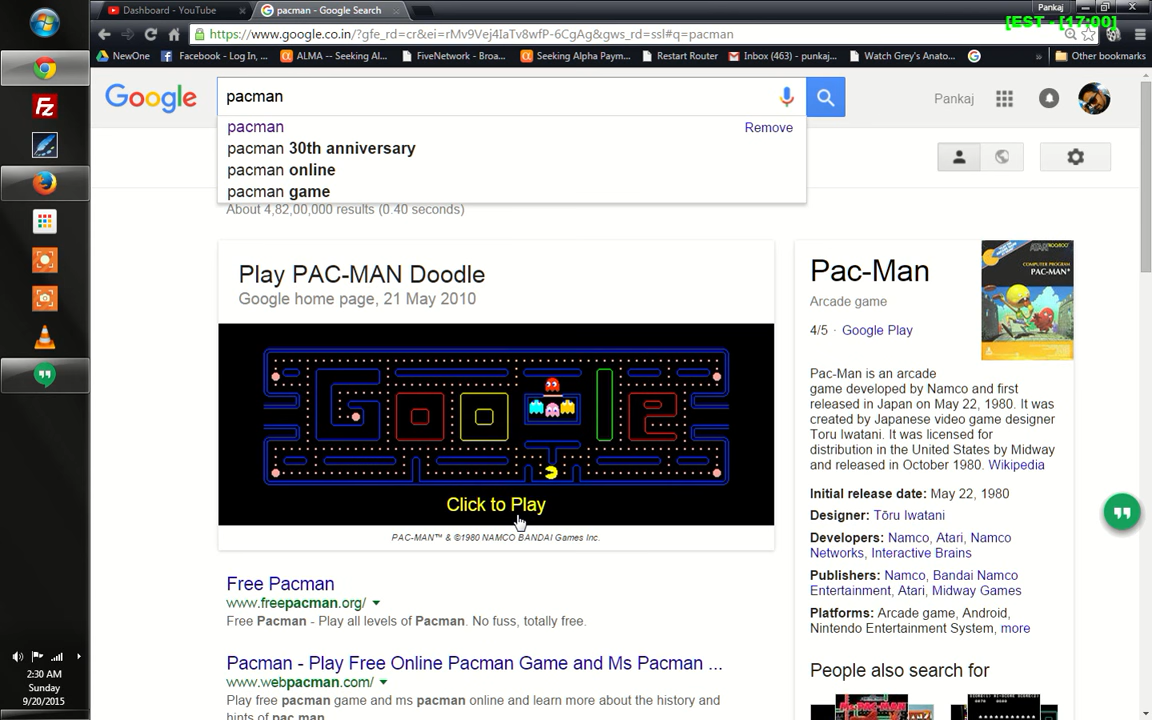 Dashboard - YouTube
pacman - Google Search
Pankaj
[EST - [17:00]
https://www.google.co.in/?gfe_rd=cr&ei=rMv9Vej4IaTv8wfP-6CgAg&gws_rd=ssl#q=pacman
NewOne
Facebook - Log In, ...
ALMA -- Seeking Al...
FiveNetwork - Broa...
Seeking Alpha Paym...
Restart Router
Inbox (463) - punkaj...
Watch Grey's Anato...
»
Other bookmarks
Google
pacman
Pankaj
pacman
Remove
pacman 30th anniversary
pacman online
pacman game
About 4,82,00,000 results (0.40 seconds)
Play PAC-MAN Doodle
Google home page, 21 May 2010
Click to Play
PAC-MAN™ & ©1980 NAMCO BANDAI Games Inc.
Free Pacman
www.freepacman.org/
Free Pacman - Play all levels of Pacman. No fuss, totally free.
Pacman - Play Free Online Pacman Game and Ms Pacman ...
www.webpacman.com/
Play free pacman game and ms pacman online and learn more about the history and
hints of pac man
Pac-Man
Arcade game
4/5 · Google Play
ATARI
COMPUTER PROGRAM
PAC-MAN*
Pac-Man is an arcade
game developed by Namco and first
released in Japan on May 22, 1980. It was
created by Japanese video game designer
Toru Iwatani. It was licensed for
distribution in the United States by Midway
and released in October 1980. Wikipedia
Initial release date: May 22, 1980
Designer: Tōru Iwatani
Developers: Namco, Atari, Namco
Networks, Interactive Brains
Publishers: Namco, Bandai Namco
Entertainment, Atari, Midway Games
Platforms: Arcade game, Android,
Nintendo Entertainment System, more
People also search for
2:30 AM
Sunday
9/20/2015